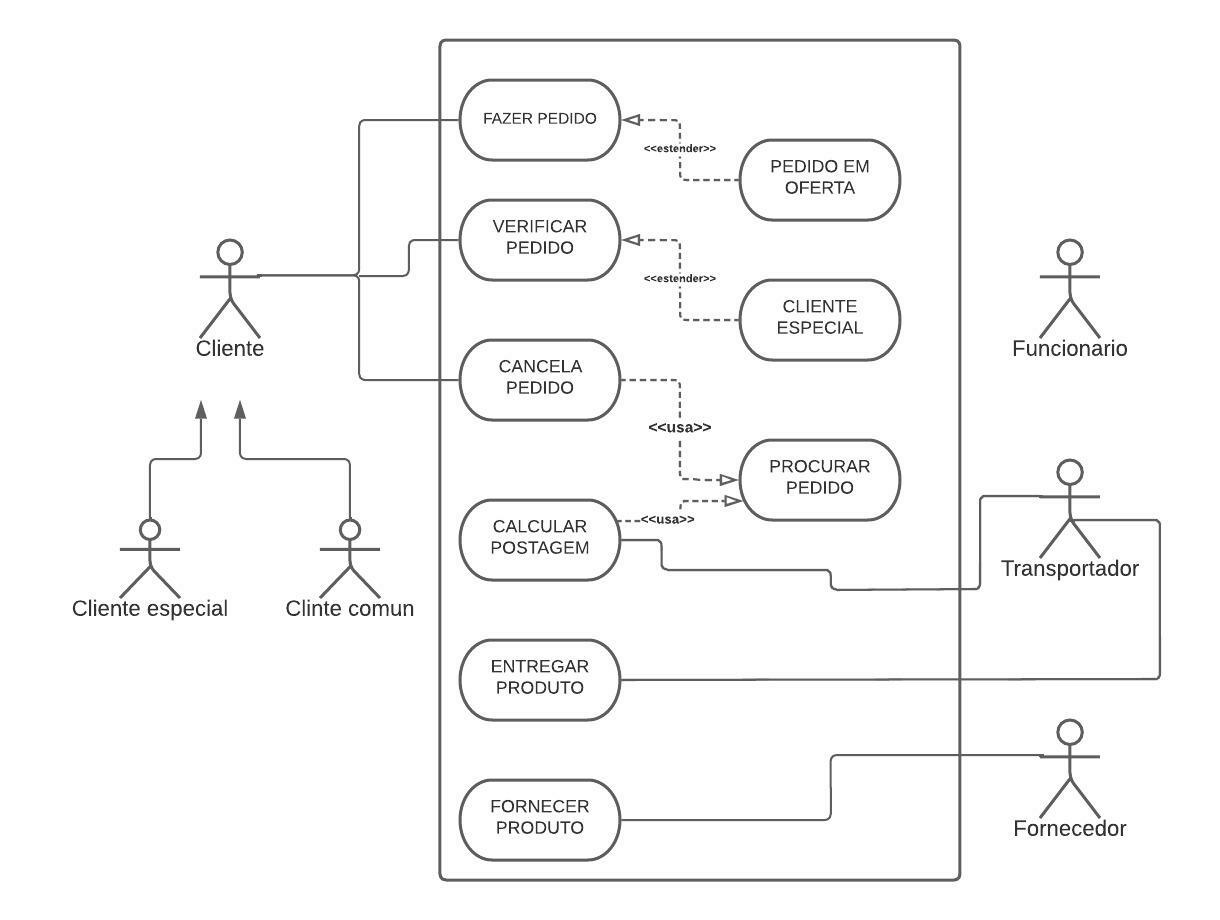 FAZER PEDIDO
<<estender>>
PEDIDO EM
OFERTA
VERIFICAR
PEDIDO
<<estender>>
CLIENTE
ESPECIAL
Cliente
Funcionario
CANCELA
PEDIDO
<<usa>>
PROCURAR
PEDIDO
CALCULAR
POSTAGEM
<<usa>>
Transportador
Cliente especial
Clinte comun
ENTREGAR
PRODUTO
FORNECER
PRODUTO
Fornecedor